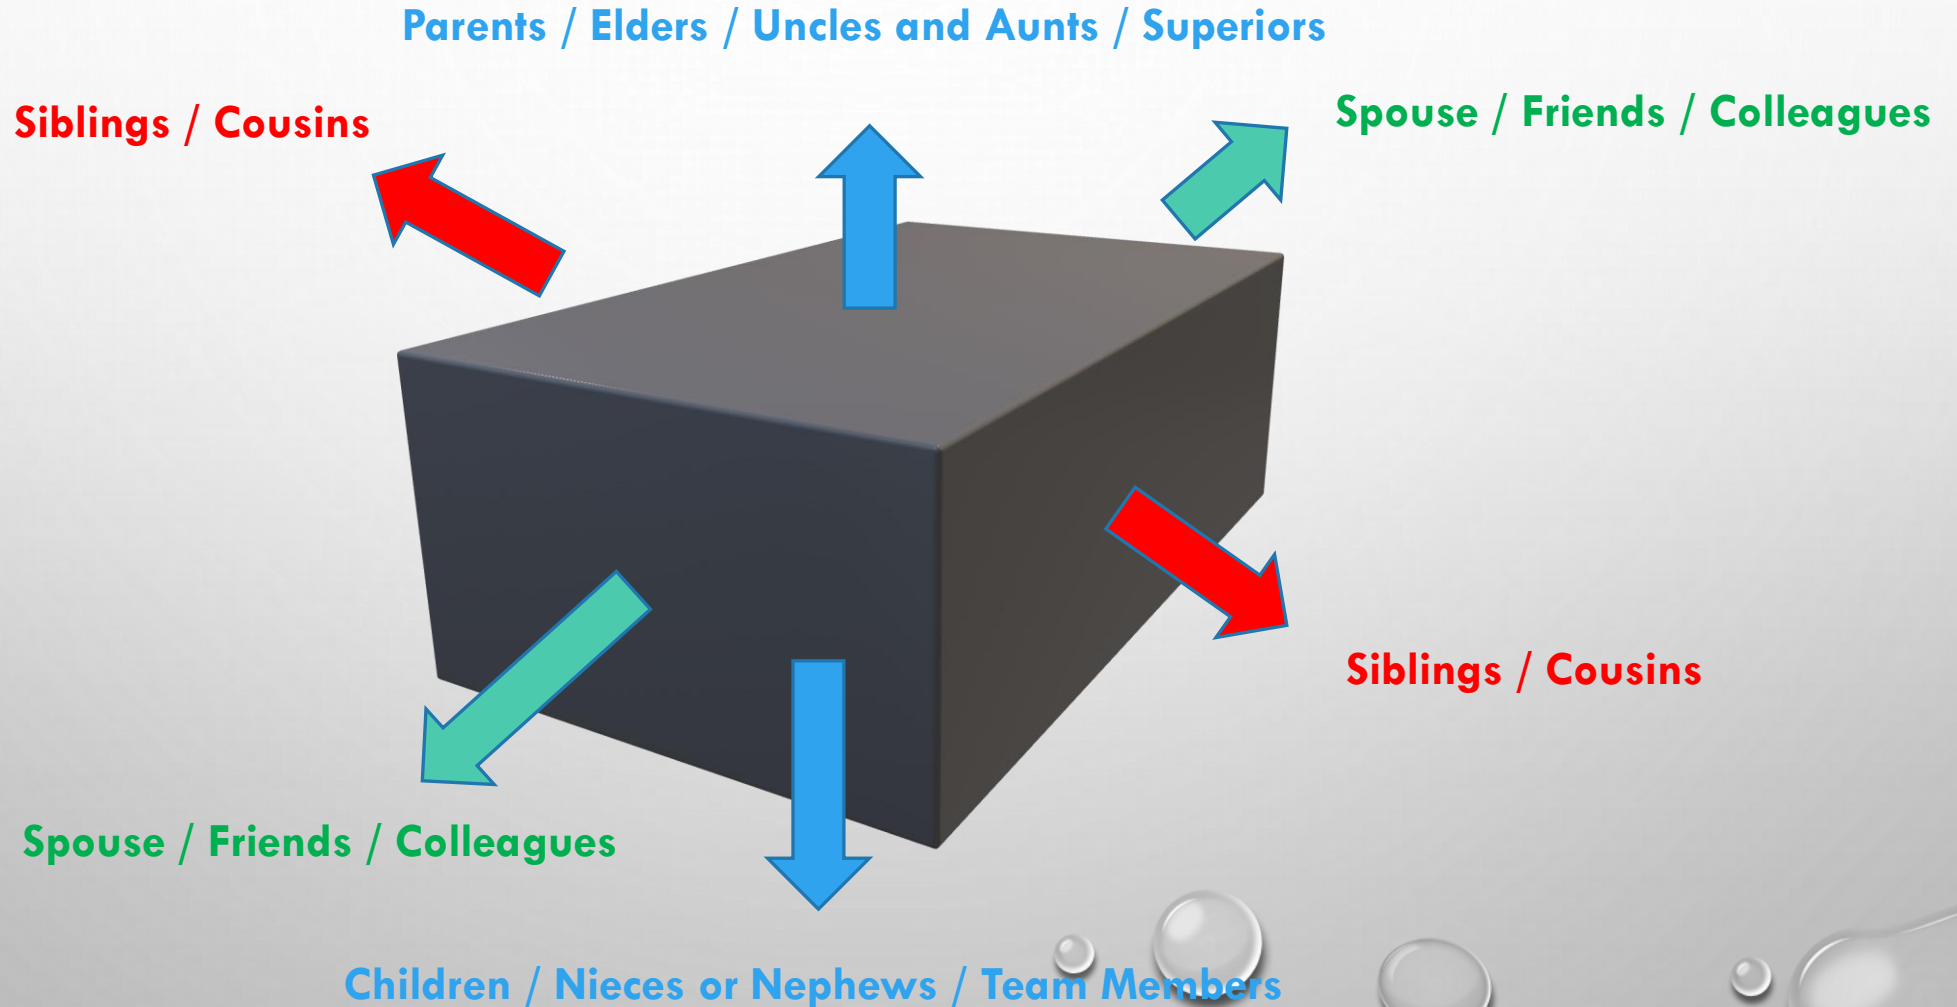 Parents / Elders / Uncles and Aunts / Superiors
Siblings / Cousins
Spouse / Friends / Colleagues
Siblings / Cousins
Spouse / Friends / Colleagues
Children / Nieces or Nephews / Team Members